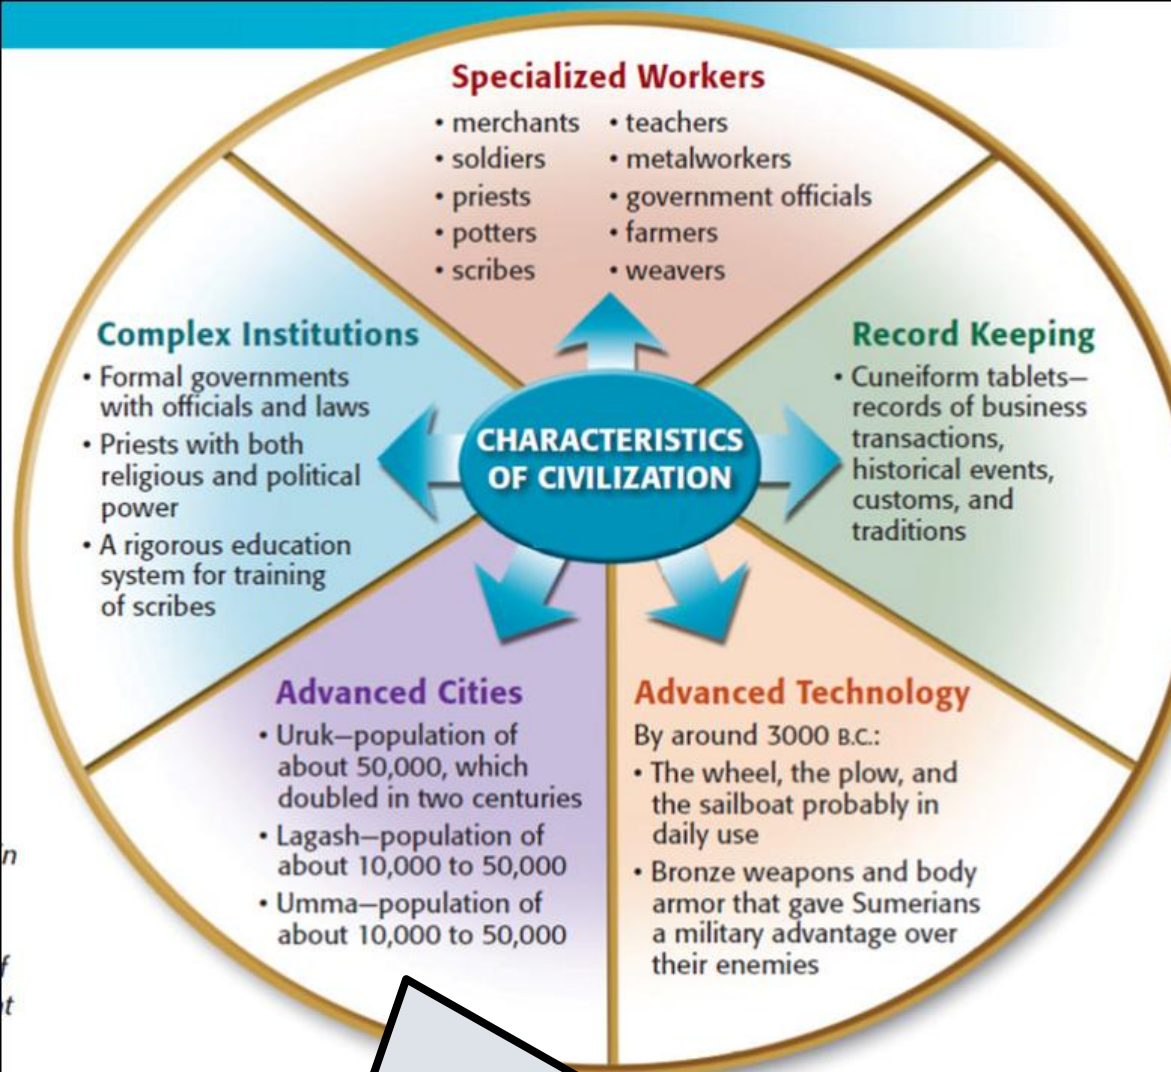 Specialized Workers
• merchants
• soldiers
• priests
• potters
• scribes
• teachers
• metalworkers
• government officials
• farmers
• weavers
Complex Institutions
• Formal governments
with officials and laws
• Priests with both
religious and political
power
• A rigorous education
system for training
of scribes
CHARACTERISTICS
OF CIVILIZATION
Record Keeping
• Cuneiform tablets—
records of business
transactions,
historical events,
customs, and
traditions
Advanced Cities
• Uruk—population of
about 50,000, which
doubled in two centuries
• Lagash—population of
about 10,000 to 50,000
• Umma—population of
about 10,000 to 50,000
Advanced Technology
By around 3000 B.C.:
• The wheel, the plow, and
the sailboat probably in
daily use
• Bronze weapons and body
armor that gave Sumerians
a military advantage over
their enemies